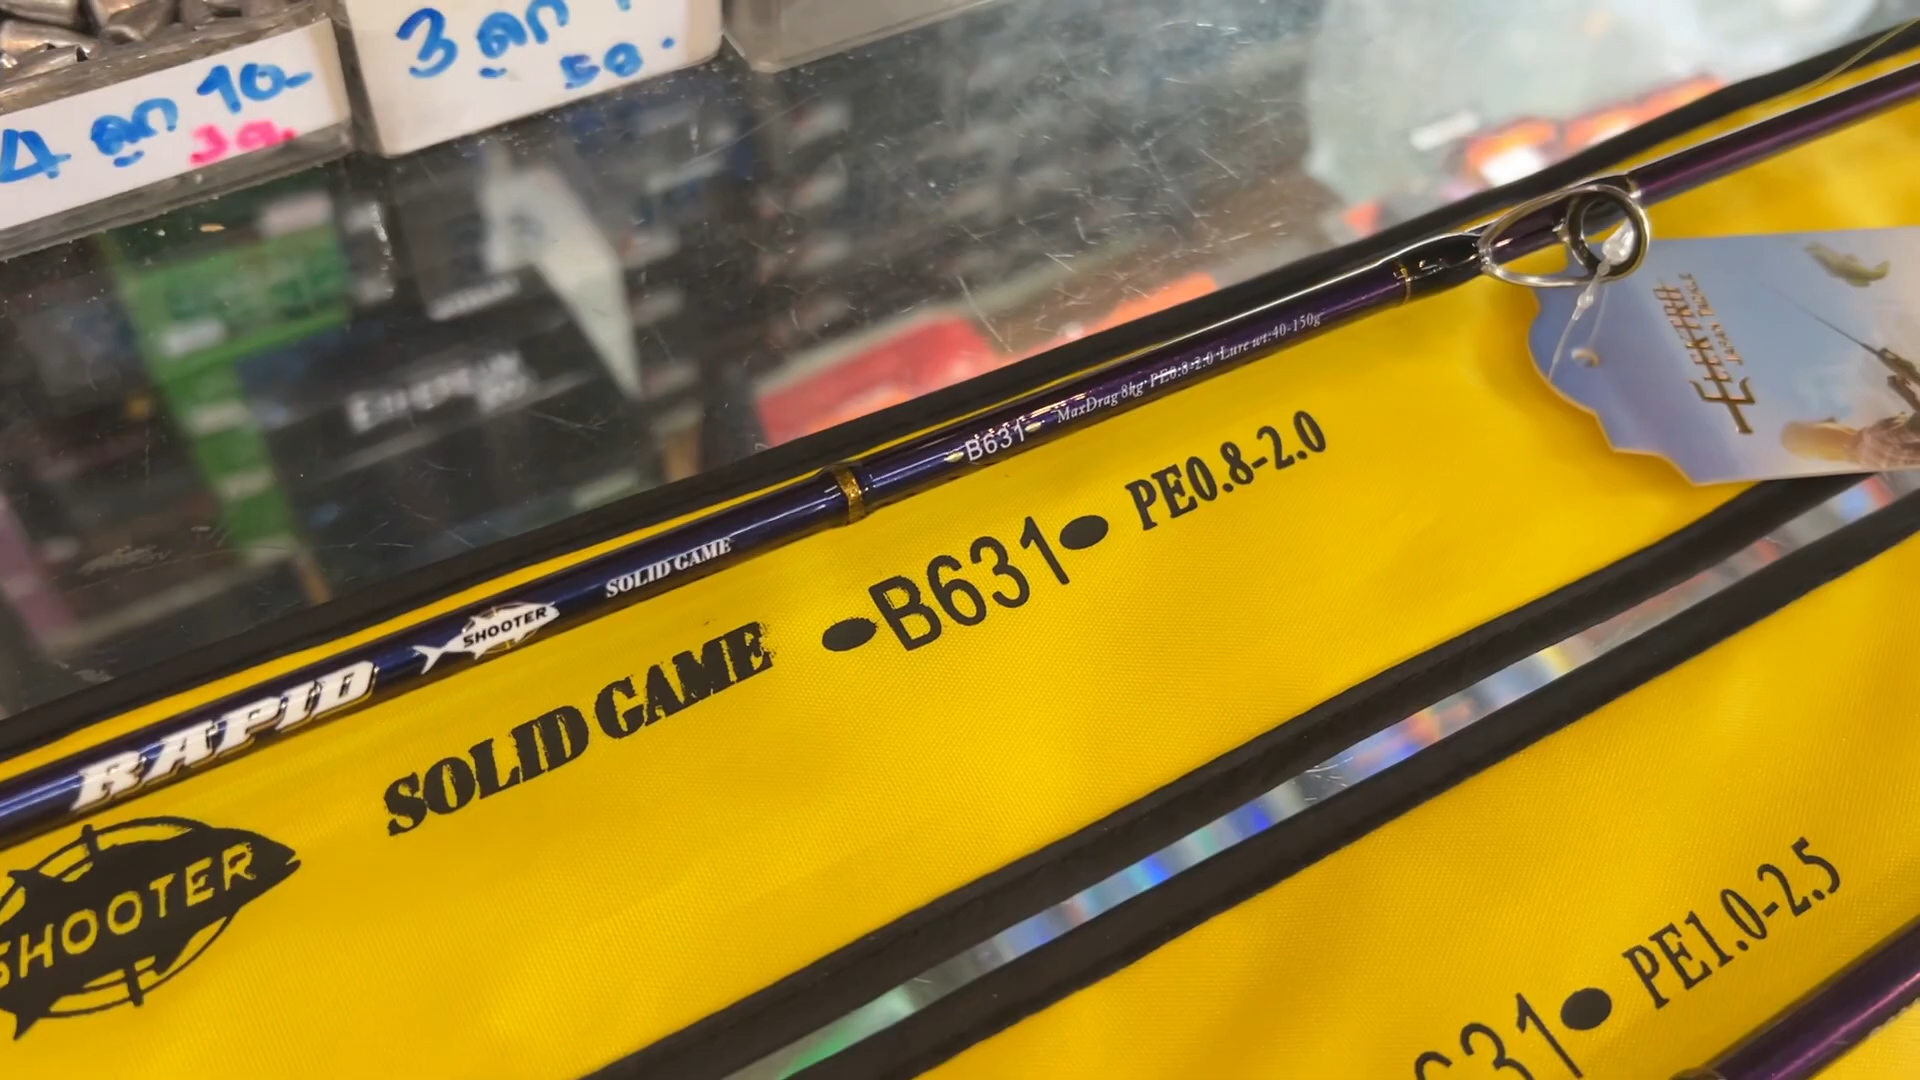 3 ลูก
50.
4 ลูก 10-
RAPID
SHOOTER
SOLID GAME
B631
MaxDrag 8kg PE0.8-2.0 Lure wt:40-150g
SHOOTER
SOLID GAME
•B631•
PE0.8-2.0
631•
PE1.0-2.5